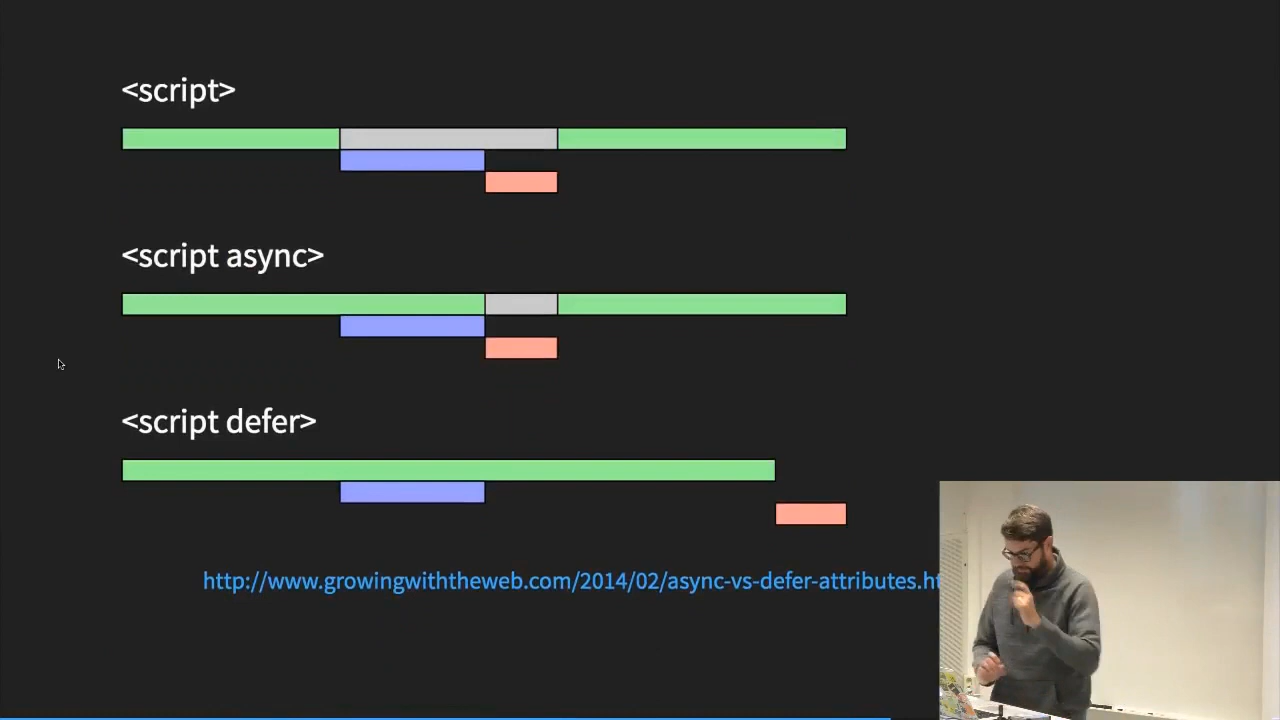 <script>
<script async>
<script defer>
http://www.growingwiththeweb.com/2014/02/async-vs-defer-attributes.ht